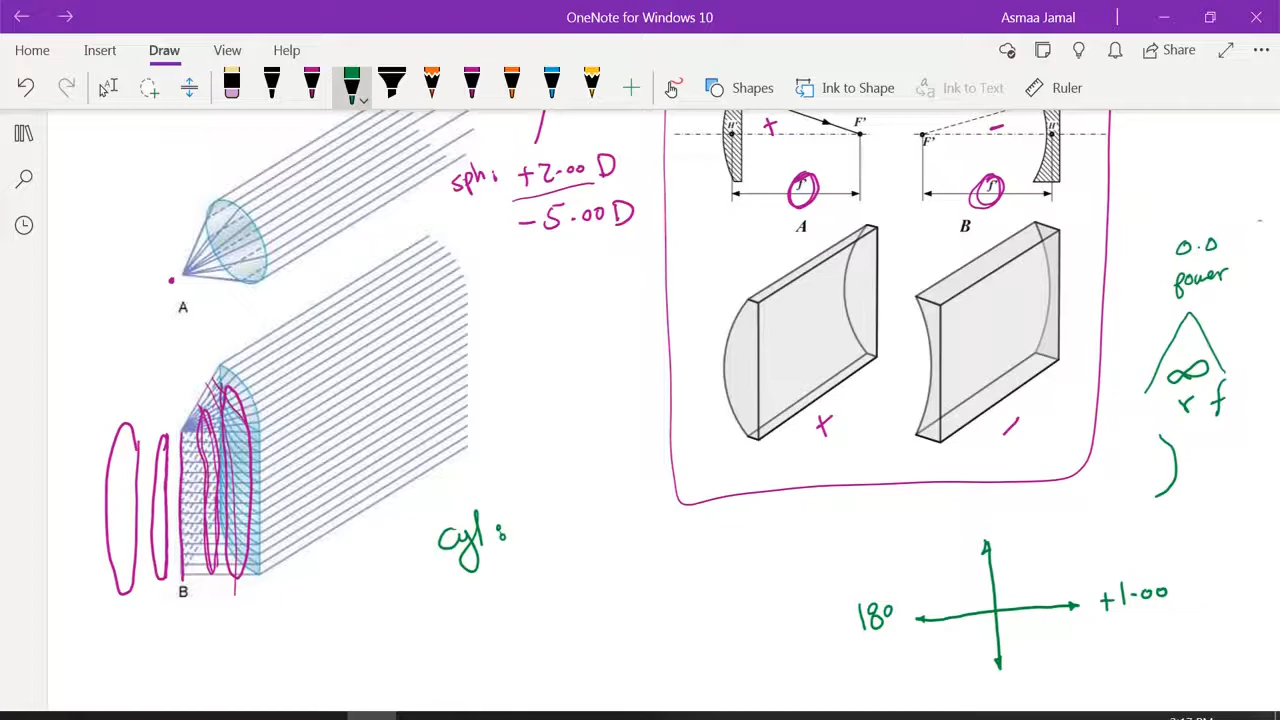 OneNote for Windows 10
Asmaa Jamal
Home Insert Draw View Help
Share
Shapes
Ink to Shape
Ink to Text
Ruler
sph: +2.00 D
-5.00 D
A
B
cyl:
+
F'
H'
f'
-
F'
H'
f'
A
B
+
-
0.0
power
∞
r f
180
+1.00